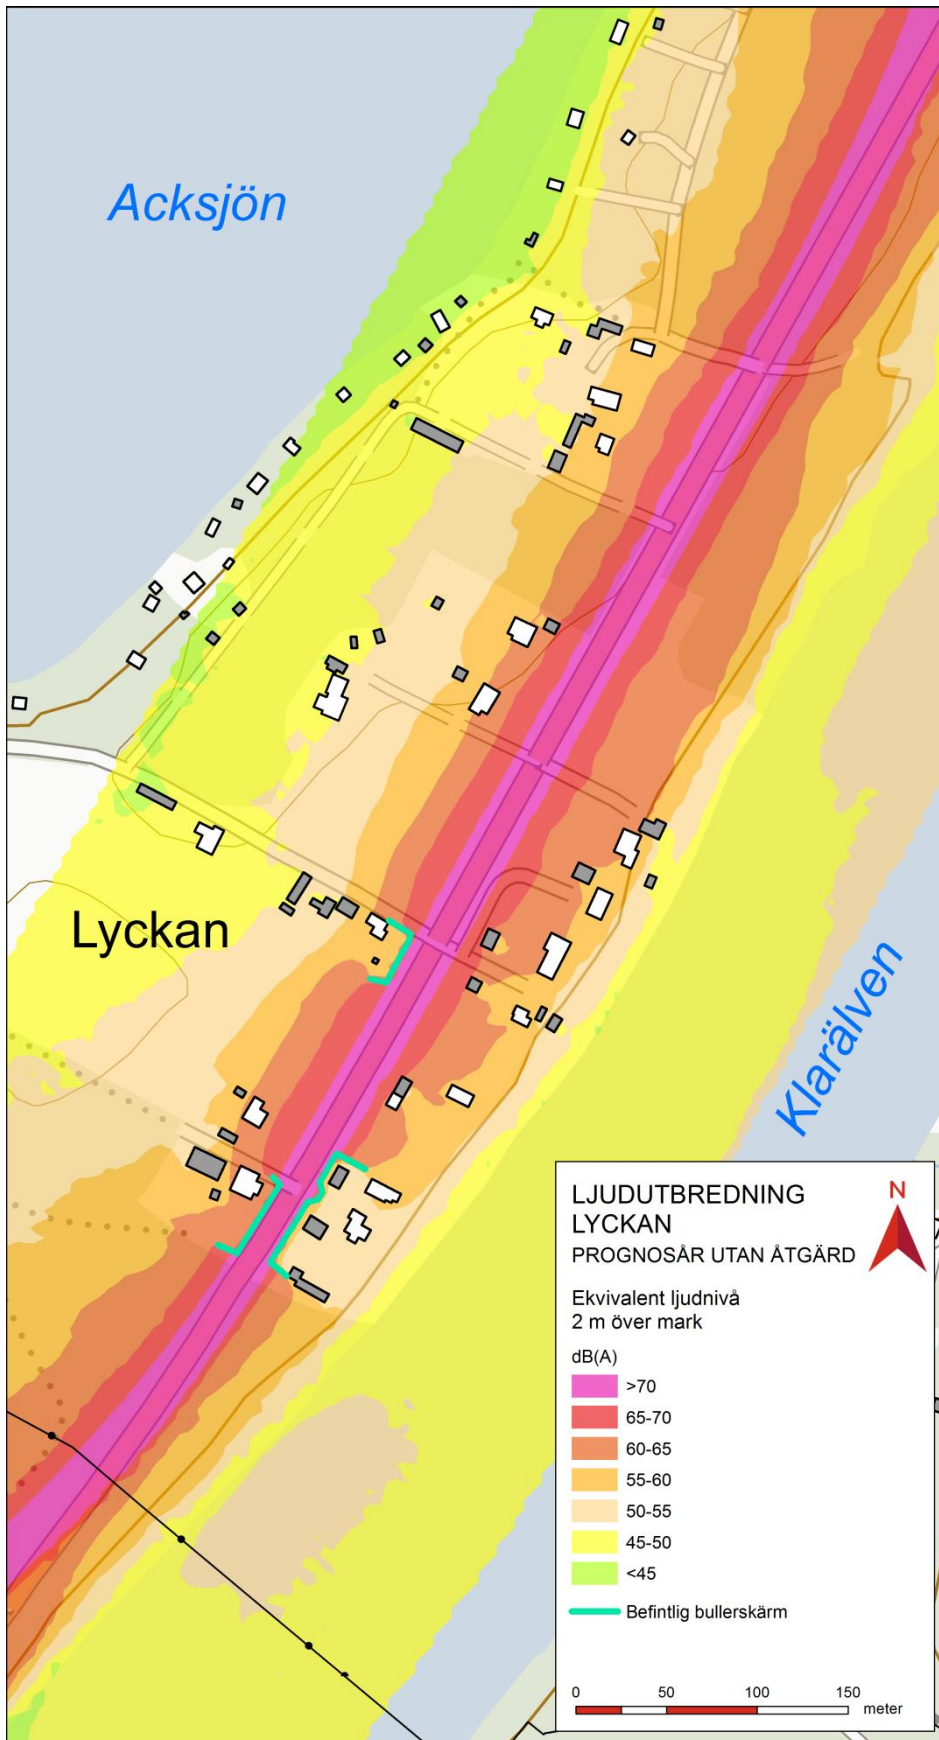 Acksjön
Lyckan
Klarälven
LJUDUTBREDNING
LYCKAN
PROGNOSÅR UTAN ÅTGÄRD
N
Ekvivalent ljudnivå
2 m över mark
dB(A)
>70
65-70
60-65
55-60
50-55
45-50
<45
Befintlig bullerskärm
0 50 100 150
meter